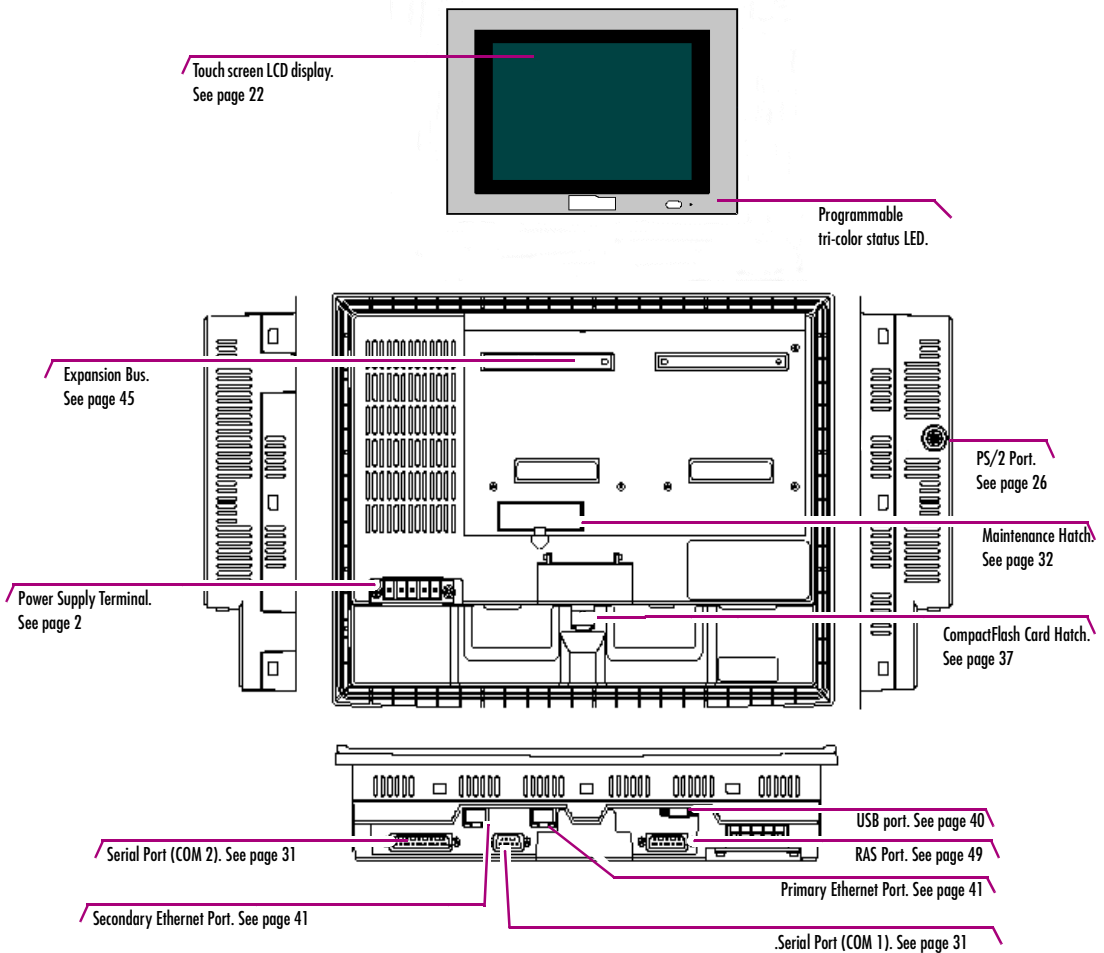 Touch screen LCD display.
See page 22
Programmable
tri-color status LED.
Expansion Bus.
See page 45
PS/2 Port.
See page 26
Maintenance Hatch.
See page 32
Power Supply Terminal.
See page 2
CompactFlash Card Hatch.
See page 37
USB port. See page 40
Serial Port (COM 2). See page 31
RAS Port. See page 49
Primary Ethernet Port. See page 41
Secondary Ethernet Port. See page 41
.Serial Port (COM 1). See page 31